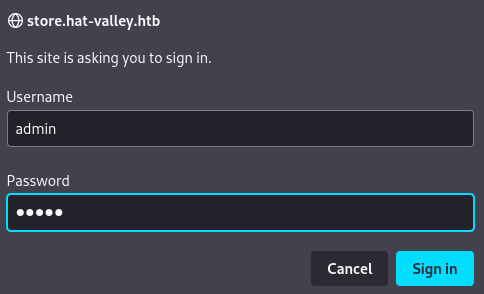 store.hat-valley.htb
This site is asking you to sign in.
Username
admin
Password
●●●●●
Cancel Sign in